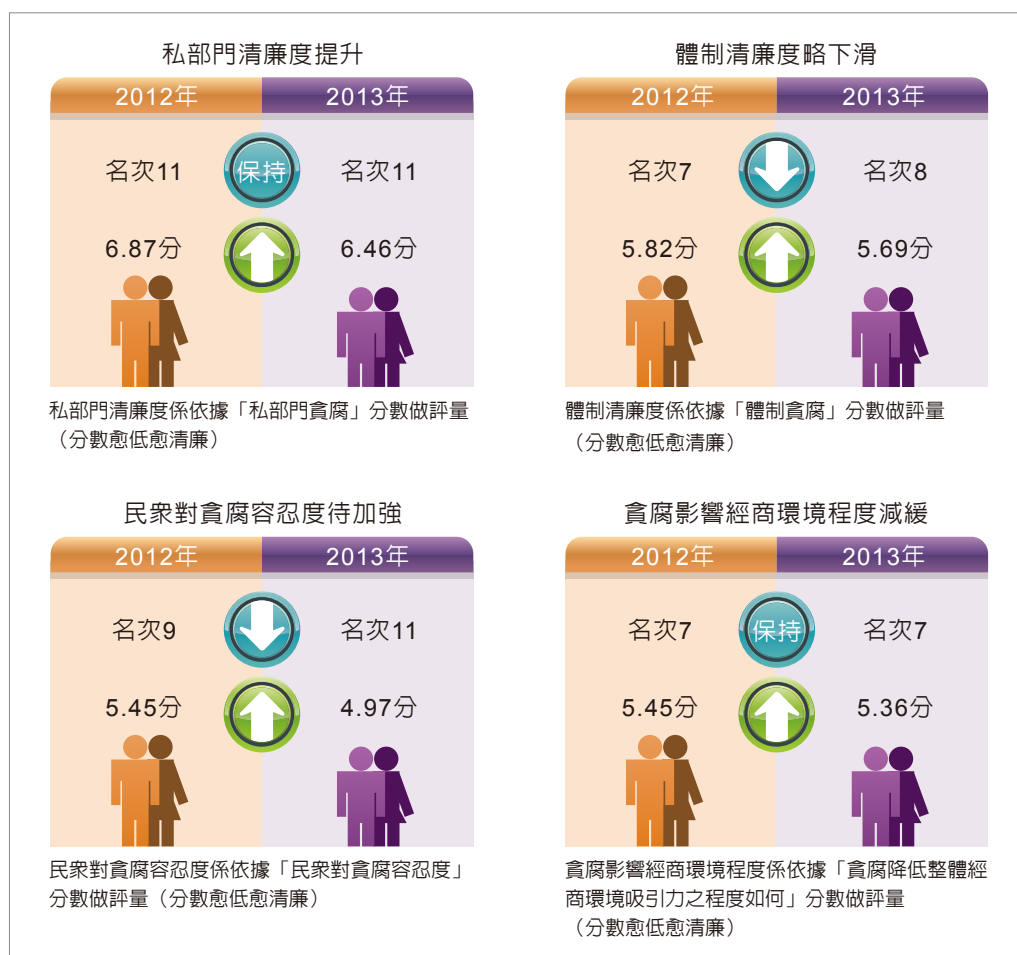 私部門清廉度提升
2012年
2013年
名次11
保持
名次11
6.87分
6.46分
私部門清廉度係依據「私部門貪腐」分數做評量
（分數愈低愈清廉）
體制清廉度略下滑
2012年
2013年
名次7
名次8
5.82分
5.69分
體制清廉度係依據「體制貪腐」分數做評量
（分數愈低愈清廉）
民眾對貪腐容忍度待加強
2012年
2013年
名次9
名次11
5.45分
4.97分
民眾對貪腐容忍度係依據「民眾對貪腐容忍度」
分數做評量（分數愈低愈清廉）
貪腐影響經商環境程度減緩
2012年
2013年
名次7
保持
名次7
5.45分
5.36分
貪腐影響經商環境程度係依據「貪腐降低整體經
商環境吸引力之程度如何」分數做評量
（分數愈低愈清廉）